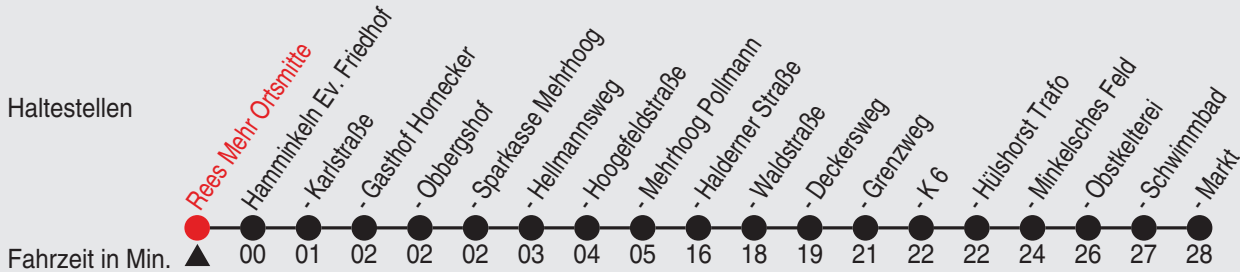 Haltestellen
Rees Mehr Ortsmitte
Hamminkeln Ev. Friedhof
- Karlstraße
- Gasthof Hornecker
- Obbergshof
- Sparkasse Mehrhoog
- Hellmannsweg
- Hoogefeldstraße
- Mehrhoog Pollmann
- Halderner Straße
- Waldstraße
- Deckersweg
- Grenzweg
- K 6
- Hülshorst Trafo
- Minkelsches Feld
- Obstkelterei
- Schwimmbad
- Markt
Fahrzeit in Min. 00 01 02 02 02 03 04 05 16 18 19 21 22 22 24 26 27 28